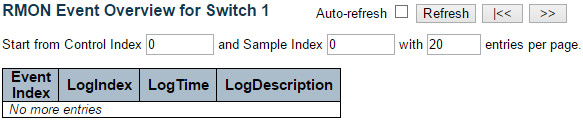 RMON Event Overview for Switch 1 Auto-refresh Refresh |<< >>
Start from Control Index 0 and Sample Index 0 with 20 entries per page.
Event Index LogIndex LogTime LogDescription
No more entries